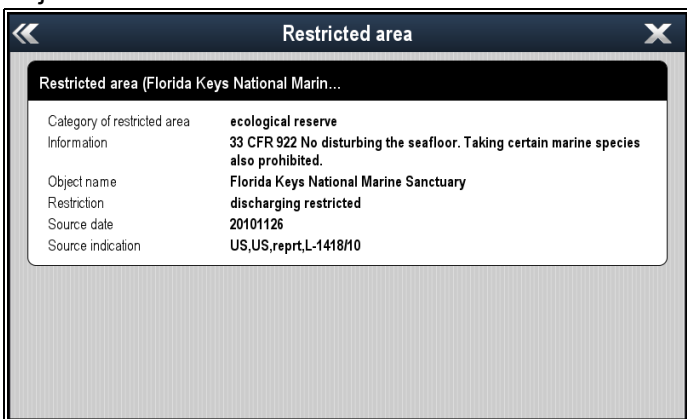 Restricted area
Restricted area (Florida Keys National Marin...
Category of restricted area ecological reserve
Information 33 CFR 922 No disturbing the seafloor. Taking certain marine species
also prohibited.
Object name Florida Keys National Marine Sanctuary
Restriction discharging restricted
Source date 20101126
Source indication US,US,reprt,L-1418/10